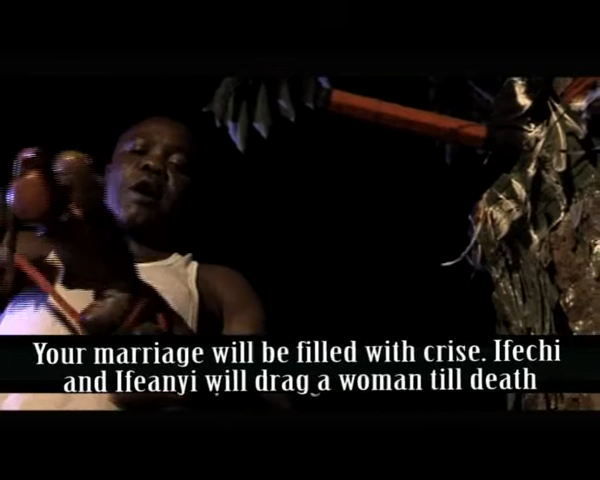 Your marriage will be filled with crise. Ifechi
and Ifeanyi will drag a woman till death